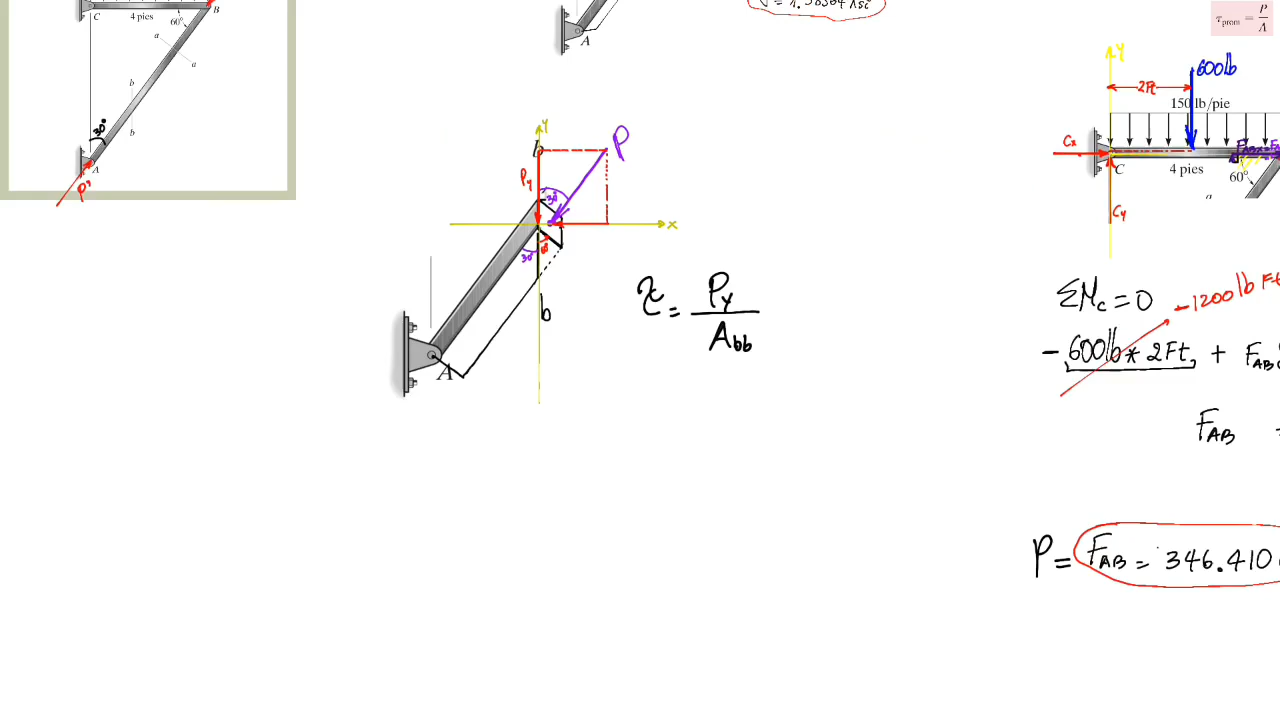 C 4 pies B
60°
a
a
b
b
30°
A
P'
A
τprom = P/A
y
b
P
Py
30°
x
30°
b
A
τ = Py / Abb
y
600lb
2Ft
150 lb/pie
Cx
C
4 pies
60°
a
Cy
ΣMc = 0
-1200 lb Ft
- 600lb * 2Ft, + FAB
FAB =
P = FAB = 346.410